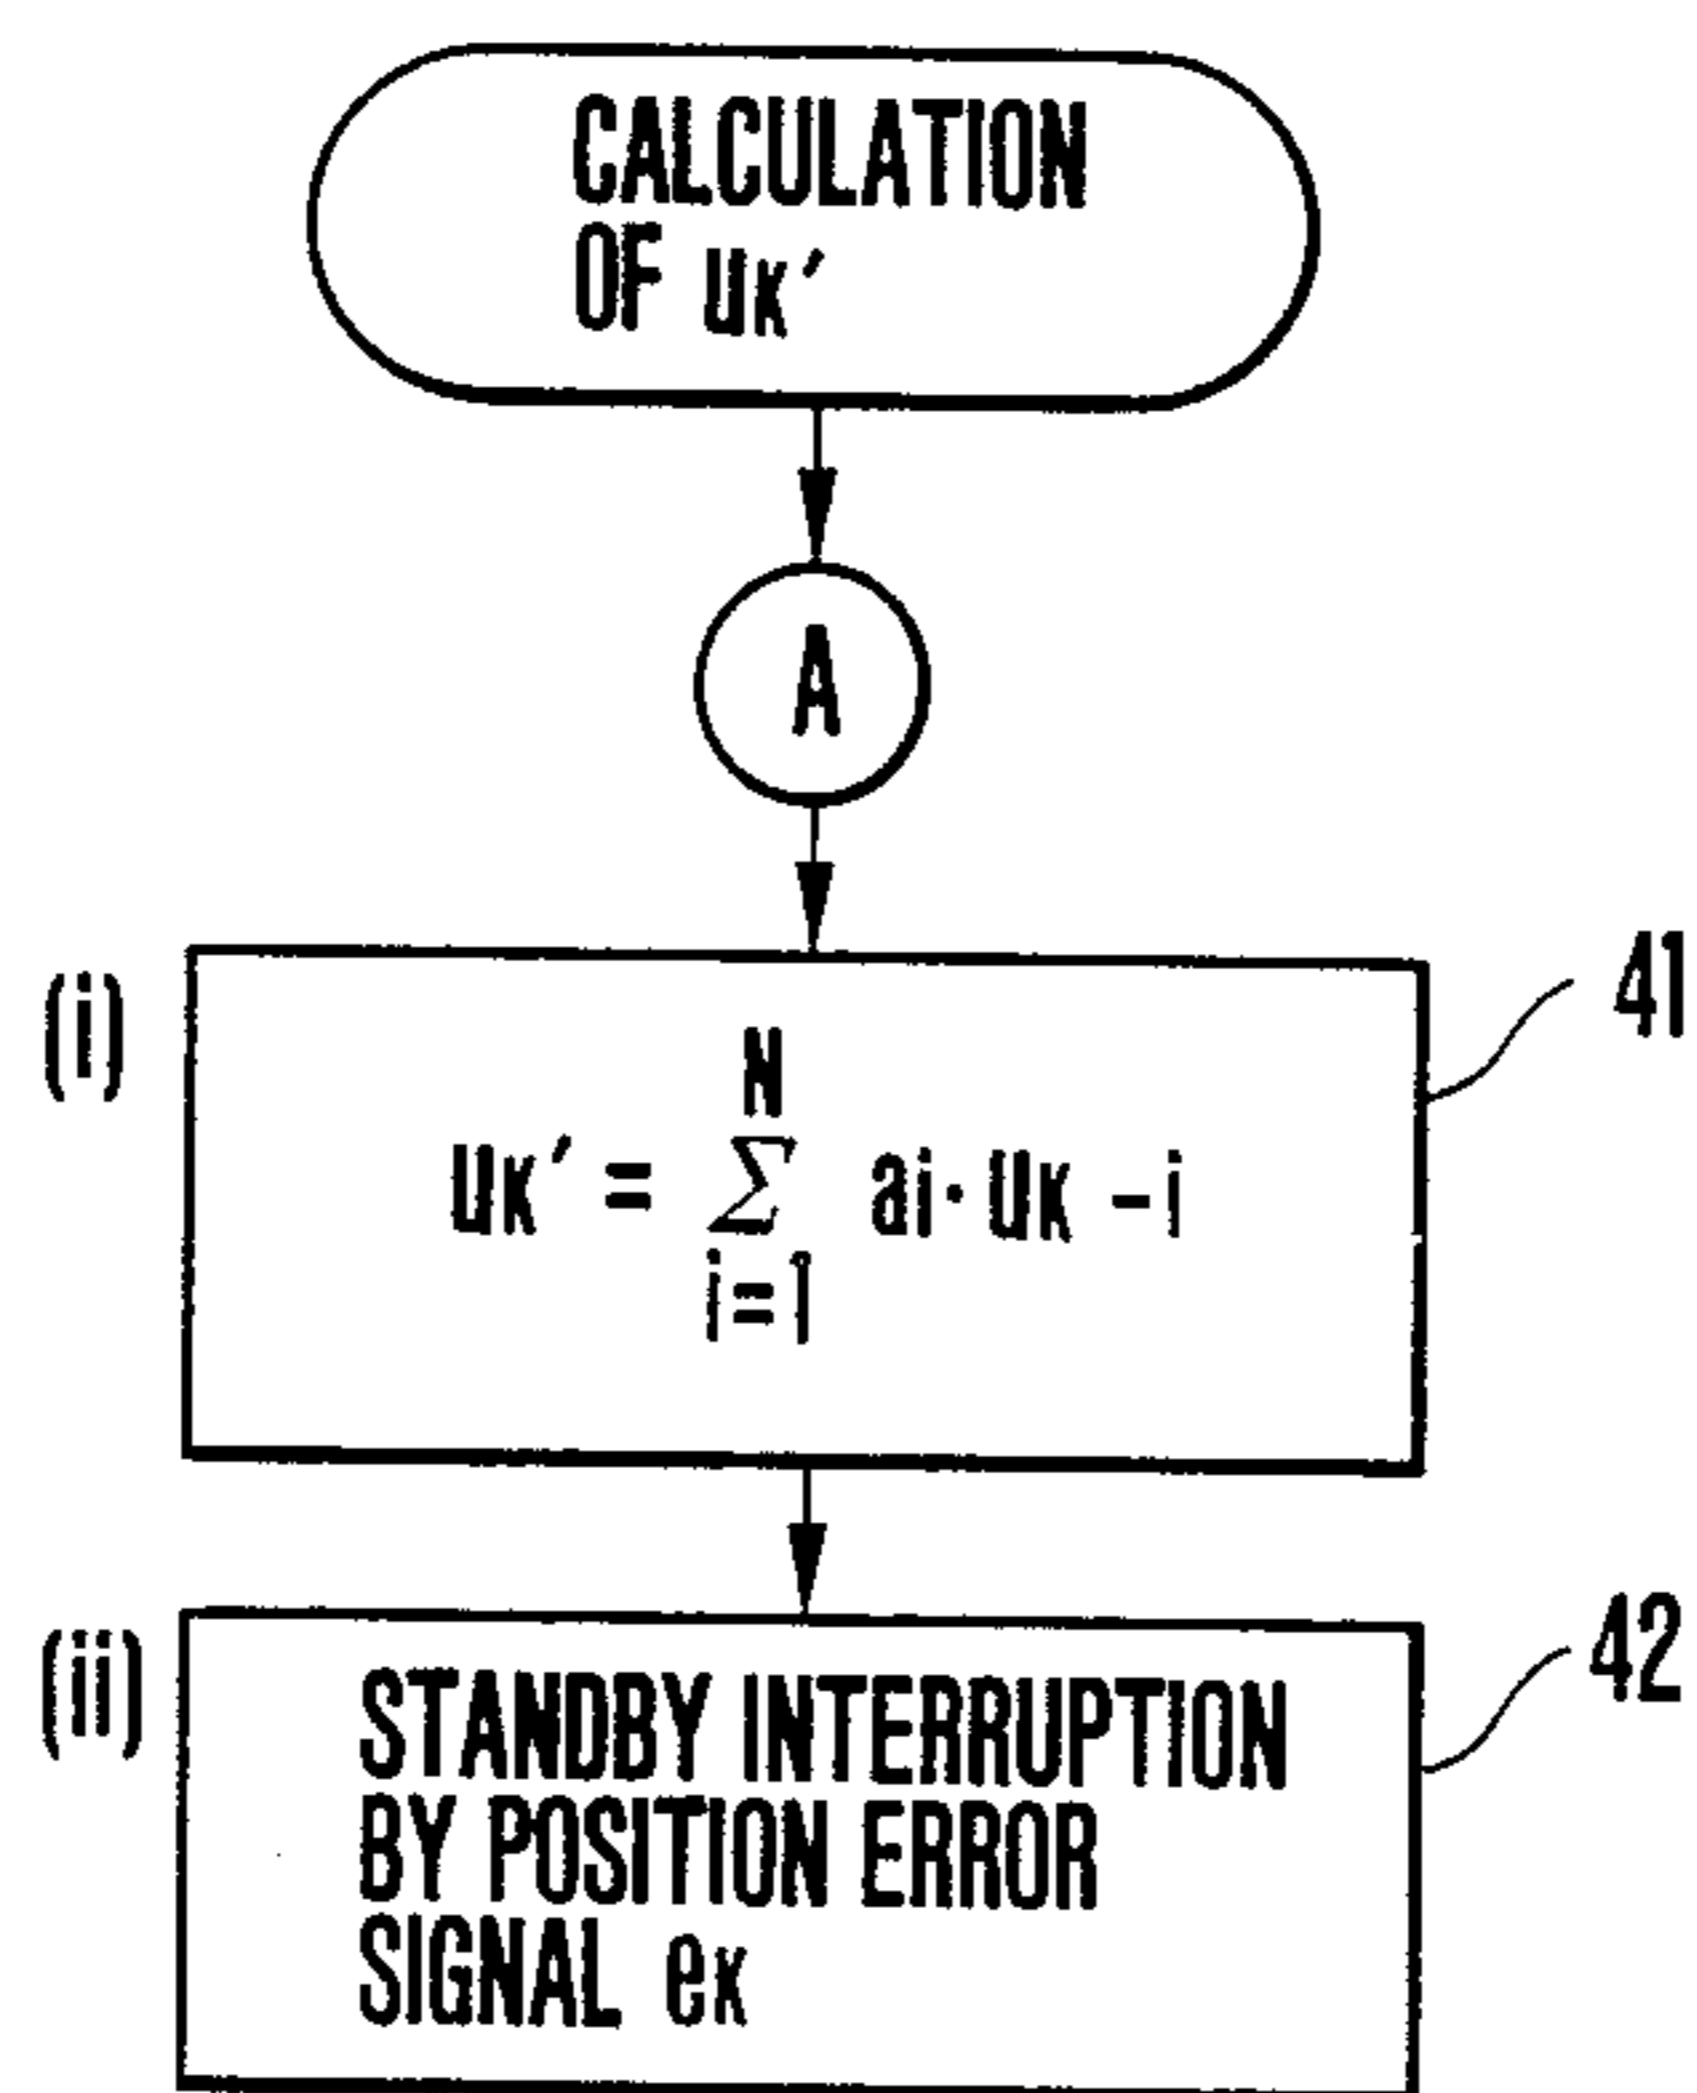 CALCULATION
OF uK′
A
(i)
41
N
uK′ = Σ ai· uK −i
i=1
(ii)
42
STANDBY INTERRUPTION
BY POSITION ERROR
SIGNAL eK